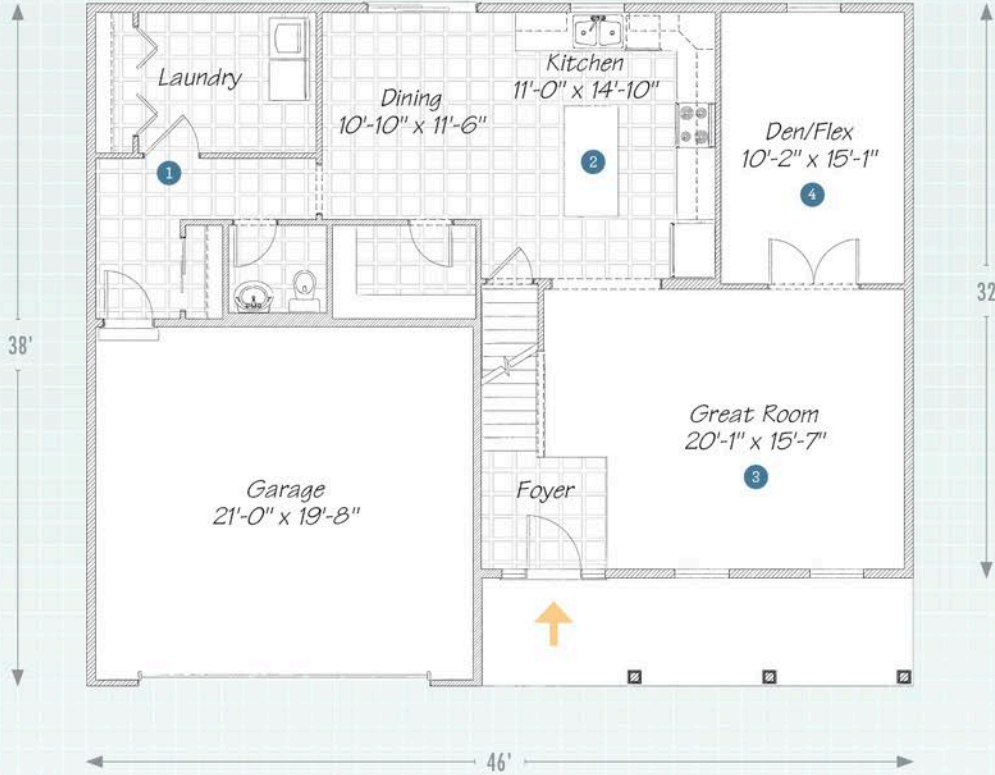 Laundry
Kitchen
11'-0" x 14'-10"
Dining
10'-10" x 11'-6"
Den/Flex
10'-2" x 15'-1"
1
2
4
32
38'
Great Room
20'-1" x 15'-7"
3
Garage
21'-0" x 19'-8"
Foyer
46'